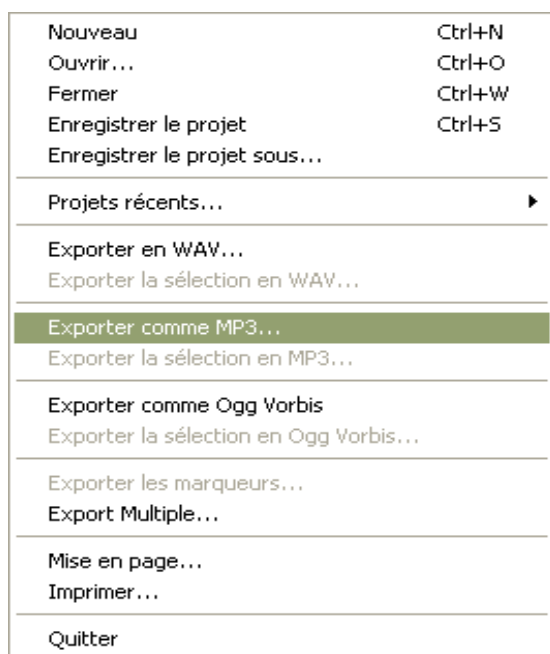 Nouveau Ctrl+N
Ouvrir... Ctrl+O
Fermer Ctrl+W
Enregistrer le projet Ctrl+S
Enregistrer le projet sous...
Projets récents...
Exporter en WAV...
Exporter la sélection en WAV...
Exporter comme MP3...
Exporter la sélection en MP3...
Exporter comme Ogg Vorbis
Exporter la sélection en Ogg Vorbis...
Exporter les marqueurs...
Export Multiple...
Mise en page...
Imprimer...
Quitter